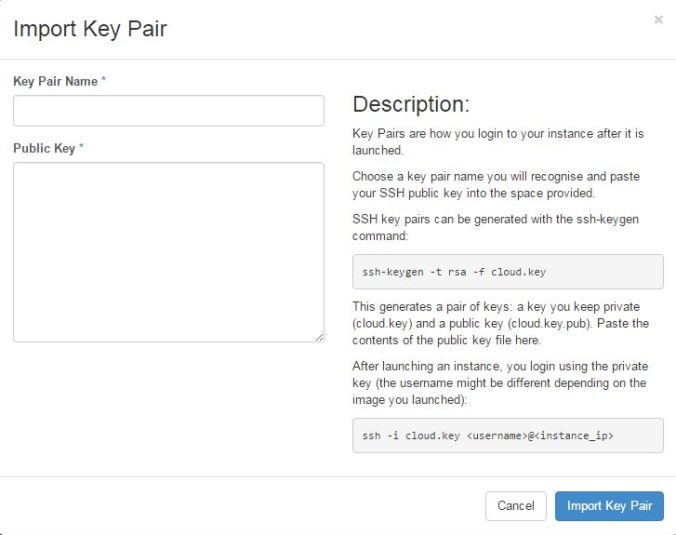 Import Key Pair
×
Key Pair Name *
Public Key *
Description:
Key Pairs are how you login to your instance after it is
launched.
Choose a key pair name you will recognise and paste
your SSH public key into the space provided.
SSH key pairs can be generated with the ssh-keygen
command:
ssh-keygen -t rsa -f cloud.key
This generates a pair of keys: a key you keep private
(cloud.key) and a public key (cloud.key.pub). Paste the
contents of the public key file here.
After launching an instance, you login using the private
key (the username might be different depending on the
image you launched):
ssh -i cloud.key <username>@<instance_ip>
Cancel
Import Key Pair